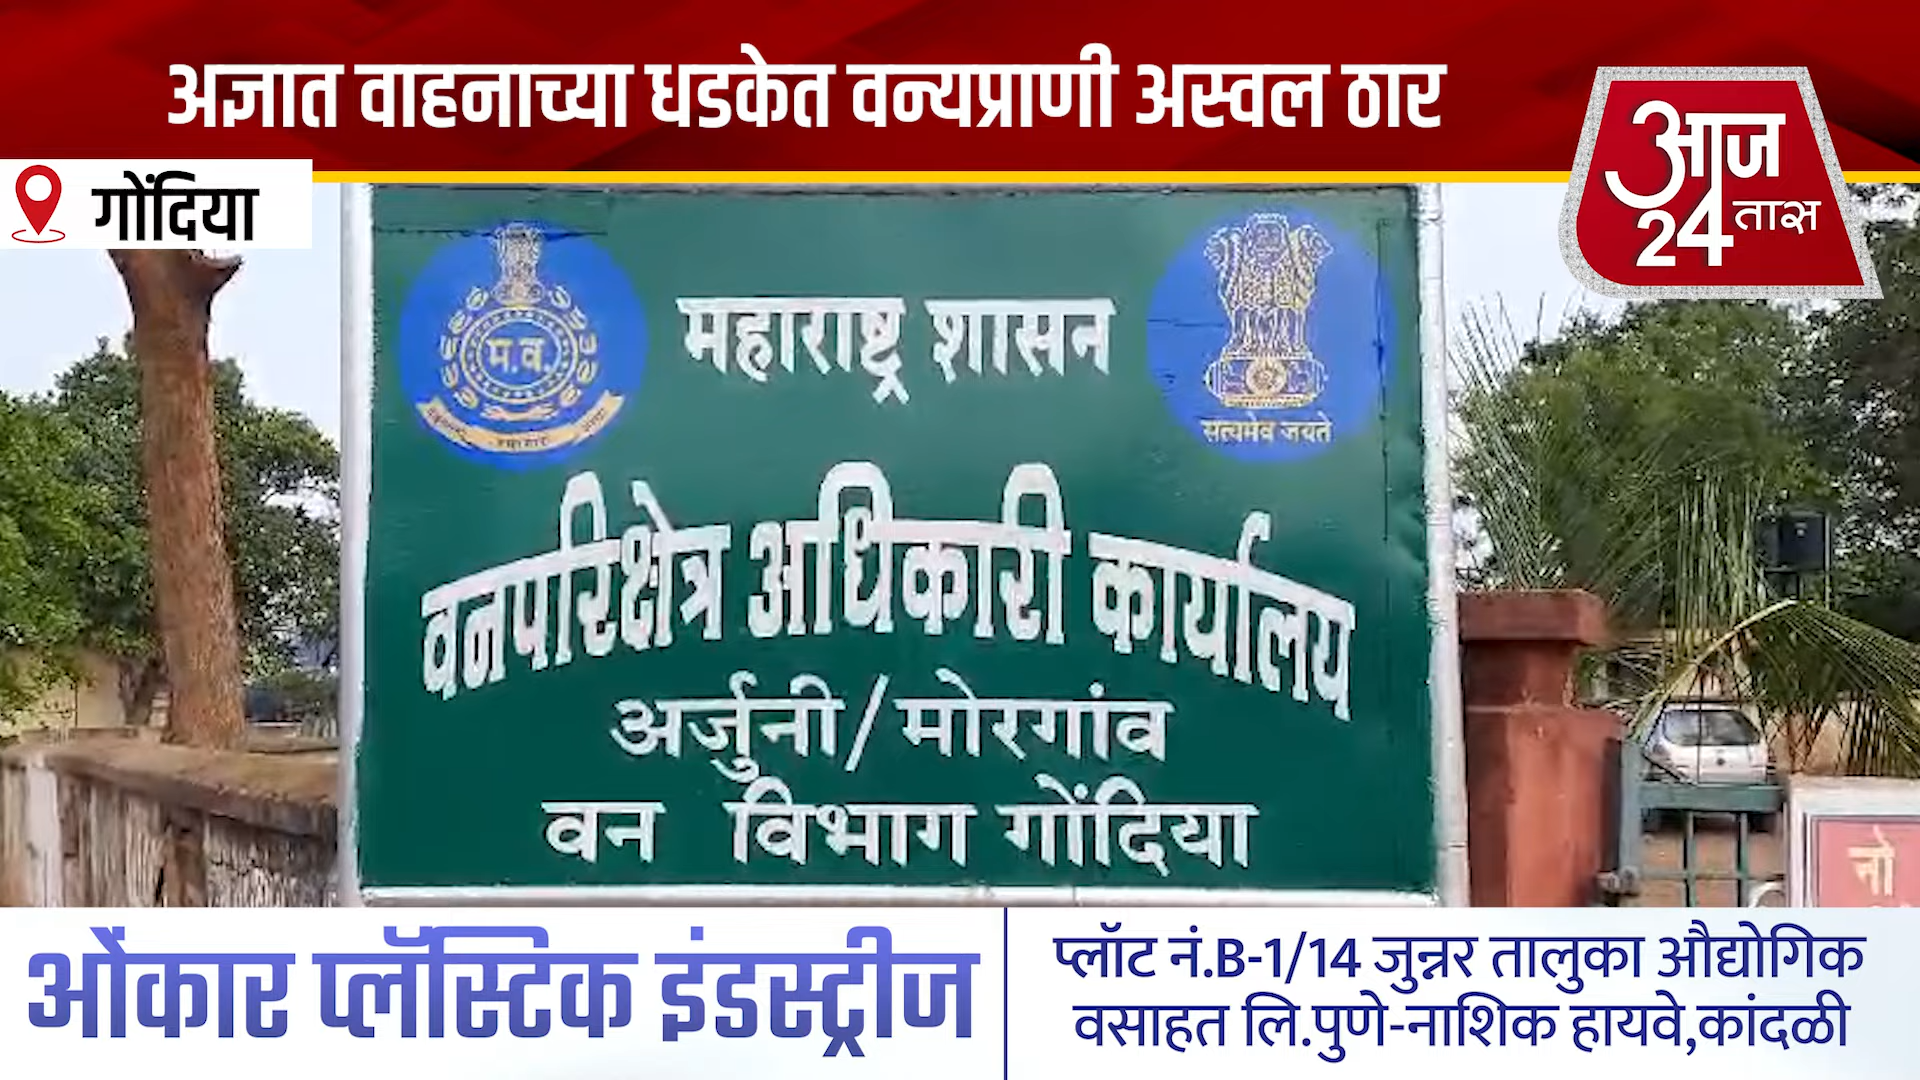 अज्ञात वाहनाच्या धडकेत वन्यप्राणी अस्वल ठार
आज
24 तास
गोंदिया
म.व.
महाराष्ट्र शासन
सत्यमेव जयते
वनपरिक्षेत्र अधिकारी कार्यालय
अर्जुनी/मोरगांव
वन विभाग गोंदिया
नो
ओंकार प्लॅस्टिक इंडस्ट्रीज
प्लॉट नं.B-1/14 जुन्नर तालुका औद्योगिक
वसाहत लि.पुणे-नाशिक हायवे,कांदळी